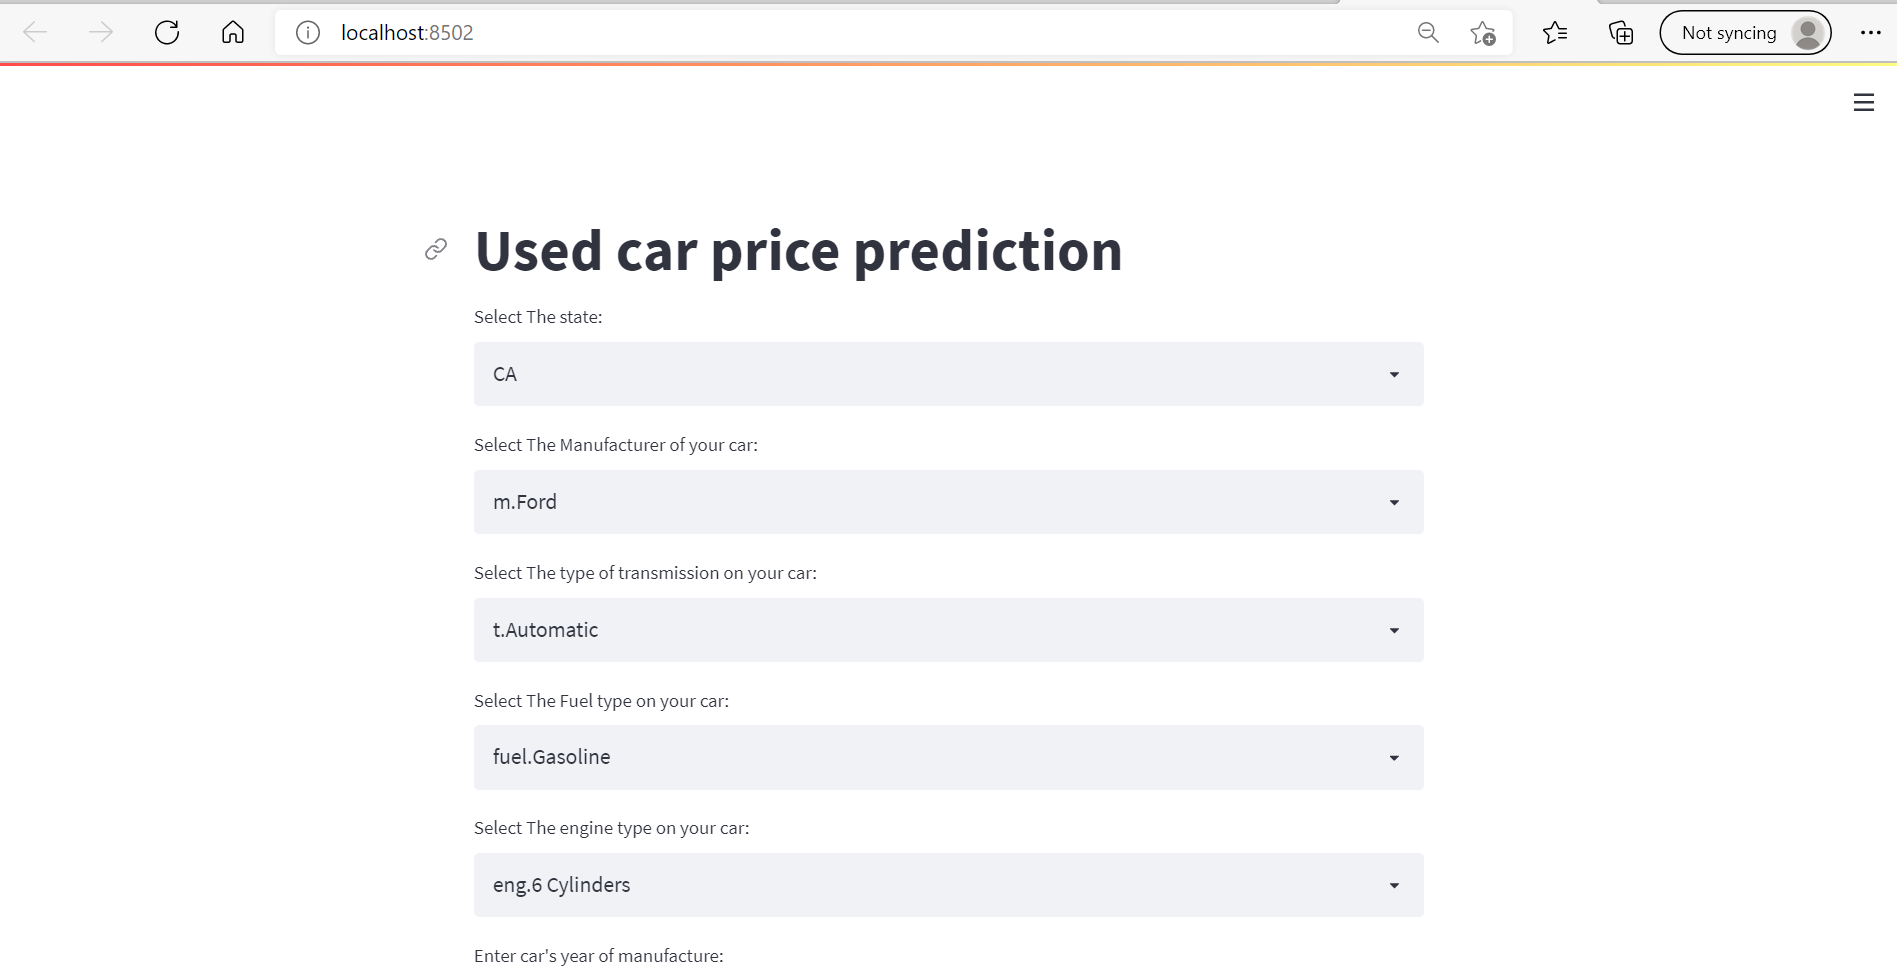 localhost:8502
Not syncing
Used car price prediction
Select The state:
CA
Select The Manufacturer of your car:
m.Ford
Select The type of transmission on your car:
t.Automatic
Select The Fuel type on your car:
fuel.Gasoline
Select The engine type on your car:
eng.6 Cylinders
Enter car's year of manufacture: